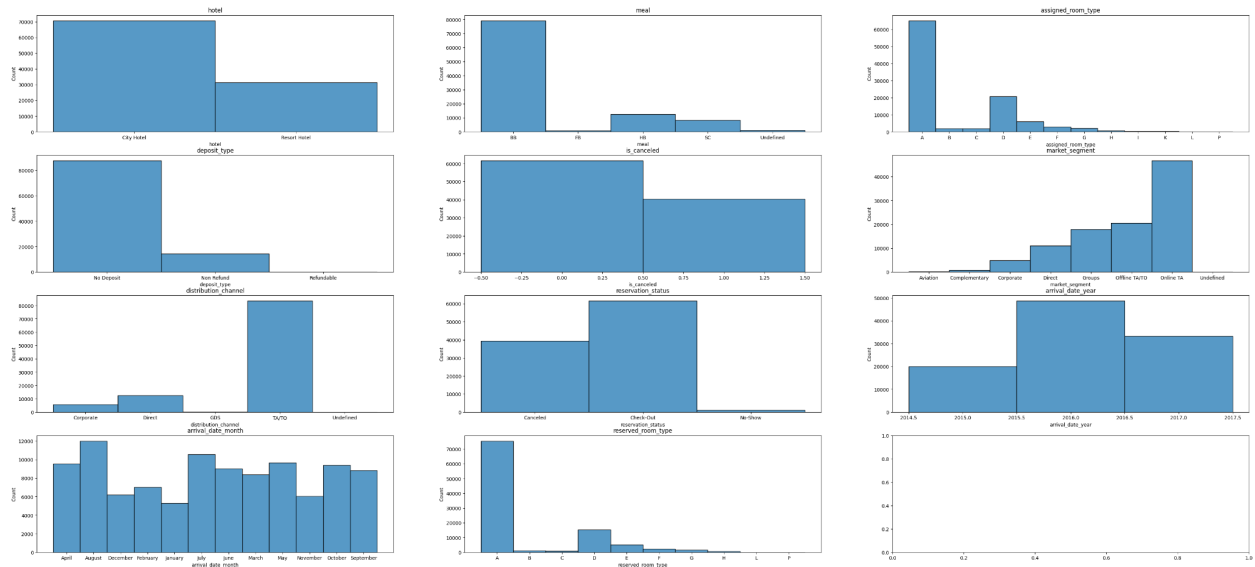 hotel
70000
60000
50000
40000
30000
20000
10000
0
Count
City Hotel Resort Hotel
hotel
meal
80000
70000
60000
50000
40000
30000
20000
10000
0
Count
BB FB HB SC Undefined
meal
assigned_room_type
60000
50000
40000
30000
20000
10000
0
Count
A B C D E F G H I K L P
assigned_room_type
deposit_type
80000
70000
60000
50000
40000
30000
20000
10000
0
Count
No Deposit Non Refund Refundable
deposit_type
is_canceled
60000
50000
40000
30000
20000
10000
0
Count
−0.50 −0.25 0.00 0.25 0.50 0.75 1.00 1.25 1.50
is_canceled
market_segment
40000
30000
20000
10000
0
Count
Aviation Complementary Corporate Direct Groups Offline TA/TO Online TA Undefined
market_segment
distribution_channel
80000
70000
60000
50000
40000
30000
20000
10000
0
Count
Corporate Direct GDS TA/TO Undefined
distribution_channel
reservation_status
60000
50000
40000
30000
20000
10000
0
Count
Canceled Check-Out No-Show
reservation_status
arrival_date_year
50000
40000
30000
20000
10000
0
Count
2014.5 2015.0 2015.5 2016.0 2016.5 2017.0 2017.5
arrival_date_year
arrival_date_month
12000
10000
8000
6000
4000
2000
0
Count
April August December February January July June March May November October September
arrival_date_month
reserved_room_type
70000
60000
50000
40000
30000
20000
10000
0
Count
A B C D E F G H L P
reserved_room_type
1.0
0.8
0.6
0.4
0.2
0.0
0.0 0.2 0.4 0.6 0.8 1.0